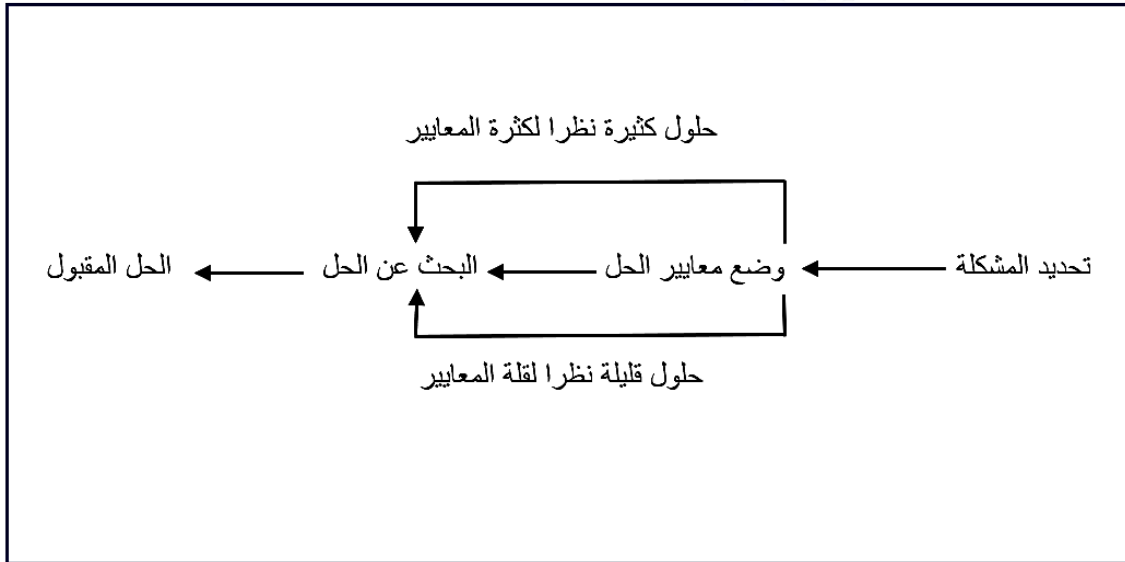 حلول كثيرة نظرا لكثرة المعايير
تحديد المشكلة
وضع معايير الحل
البحث عن الحل
الحل المقبول
حلول قليلة نظرا لقلة المعايير